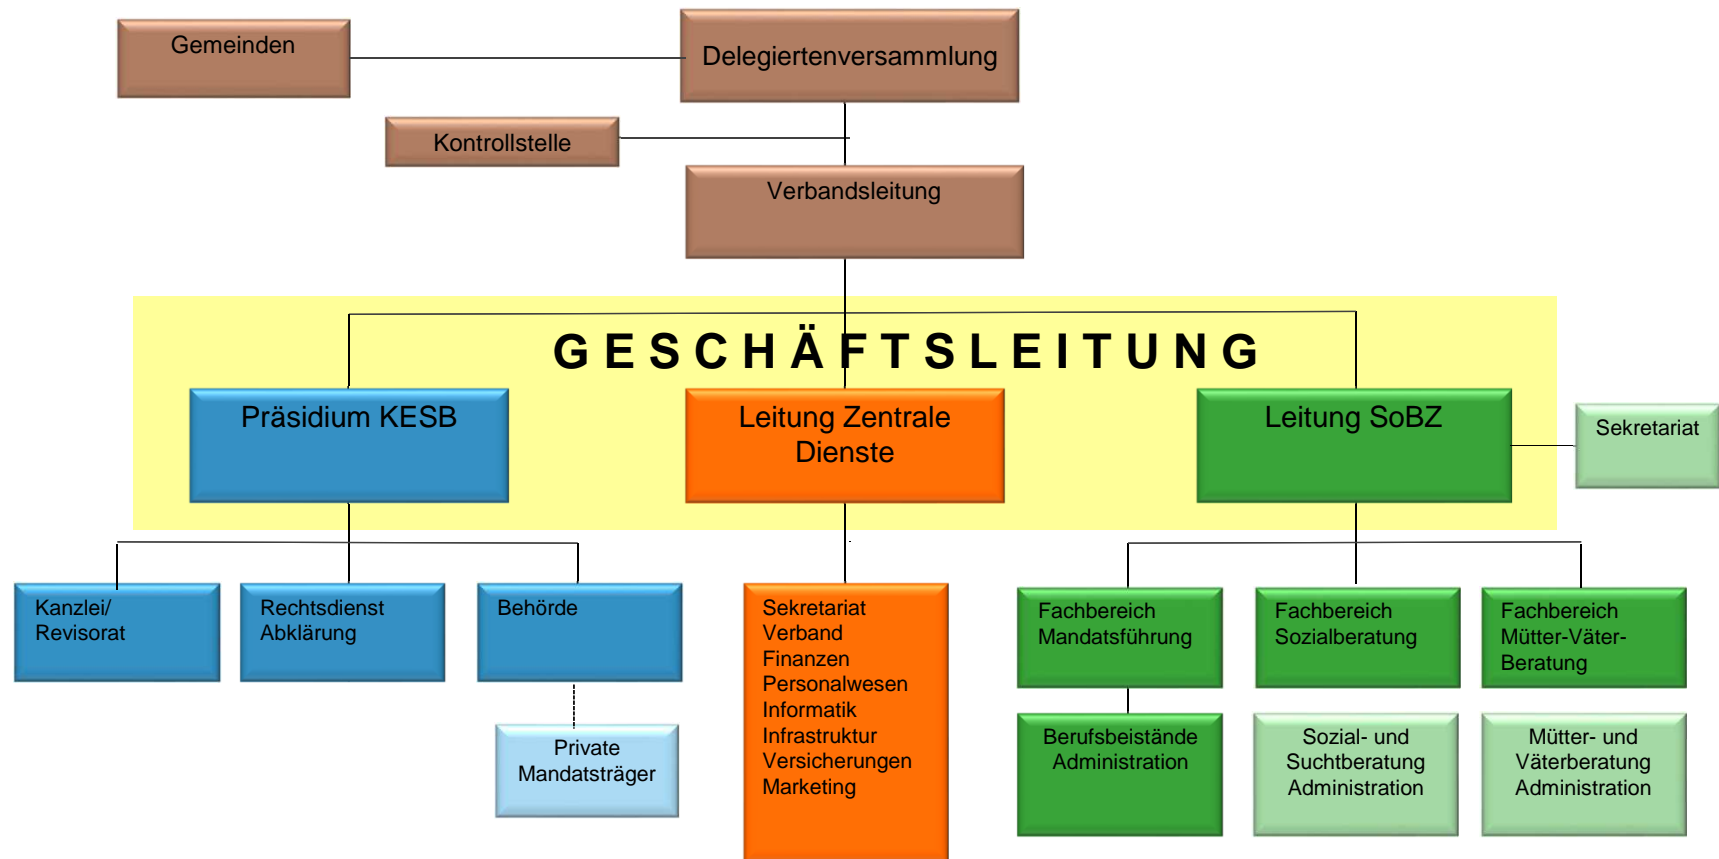 Gemeinden
Delegiertenversammlung
Kontrollstelle
Verbandsleitung
GESCHÄFTSLEITUNG
Präsidium KESB
Leitung Zentrale
Dienste
Leitung SoBZ
Sekretariat
Kanzlei/
Revisorat
Rechtsdienst
Abklärung
Behörde
Private
Mandatsträger
Sekretariat
Verband
Finanzen
Personalwesen
Informatik
Infrastruktur
Versicherungen
Marketing
Fachbereich
Mandatsführung
Fachbereich
Sozialberatung
Fachbereich
Mütter-Väter-
Beratung
Berufsbeistände
Administration
Sozial- und
Suchtberatung
Administration
Mütter- und
Väterberatung
Administration